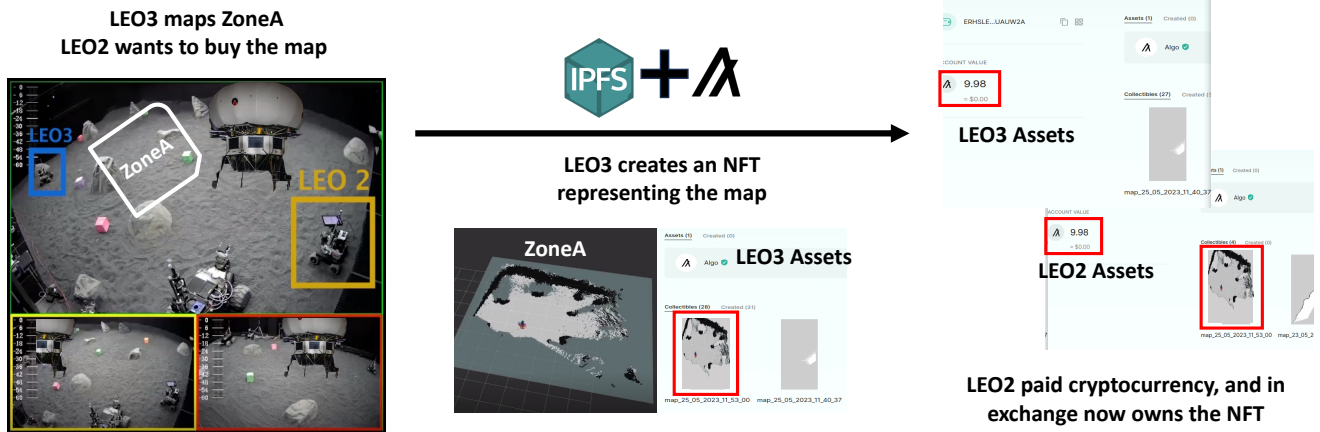 LEO3 maps ZoneA
LEO2 wants to buy the map
LEO3
ZoneA
LEO 2
IPFS
LEO3 creates an NFT
representing the map
ZoneA
Assets (1) Created (0)
Algo
LEO3 Assets
Collectibles (28) Created (31)
map_25_05_2023_11_53_00 map_25_05_2023_11_40_37
ERHSLE...UAUW2A
Assets (1) Created (0)
Algo
CCOUNT VALUE
9.98
≈ $0.00
Collectibles (27) Created (
LEO3 Assets
map_25_05_2023_11_40_37
ts (1) Created (0)
Algo
ACCOUNT VALUE
9.98
≈ $0.00
Collectibles (4) Created (0)
LEO2 Assets
map_25_05_2023_11_53_00 map_23_05_2
LEO2 paid cryptocurrency, and in
exchange now owns the NFT